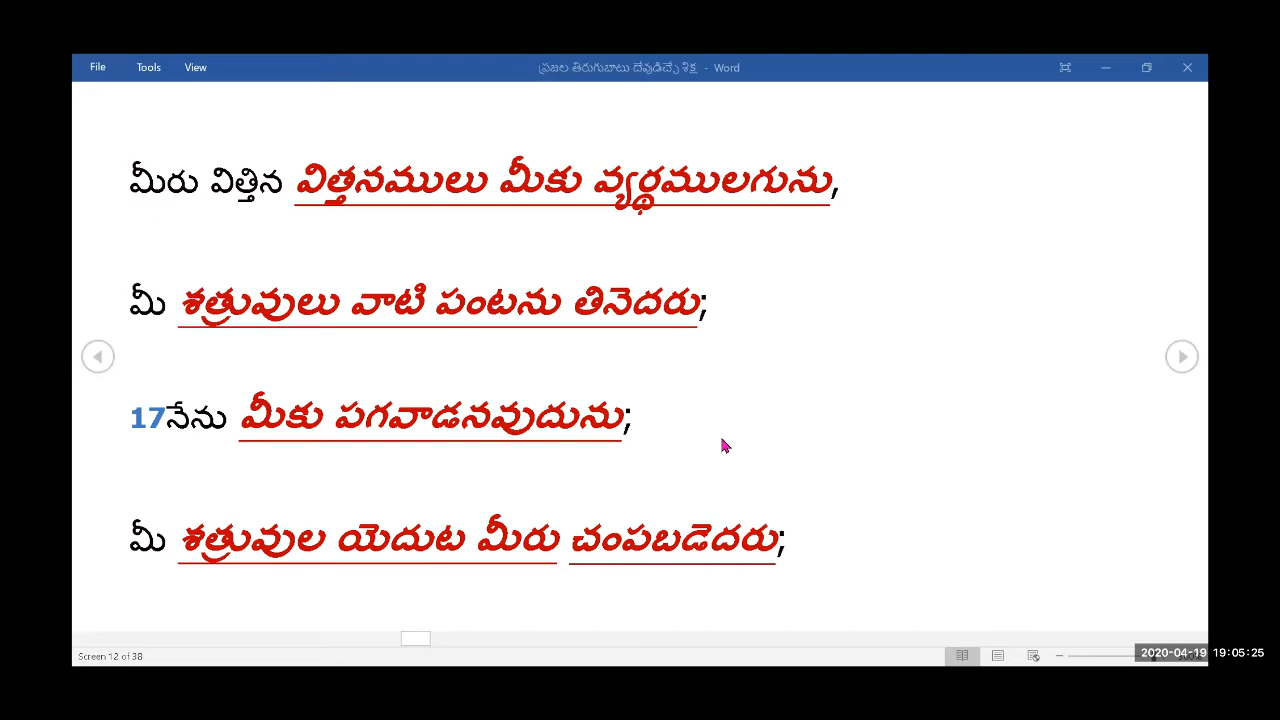 File Tools View ప్రజల తిరుగుబాటు దేవుడిచ్చే శిక్ష - Word
మీరు విత్తిన విత్తనములు మీకు వ్యర్థములగును,
మీ శత్రువులు వాటి పంటను తినెదరు;
17నేను మీకు పగవాడనవుదును;
మీ శత్రువుల యెదుట మీరు చంపబడెదరు;
Screen 12 of 38
2020-04-19 19:05:25